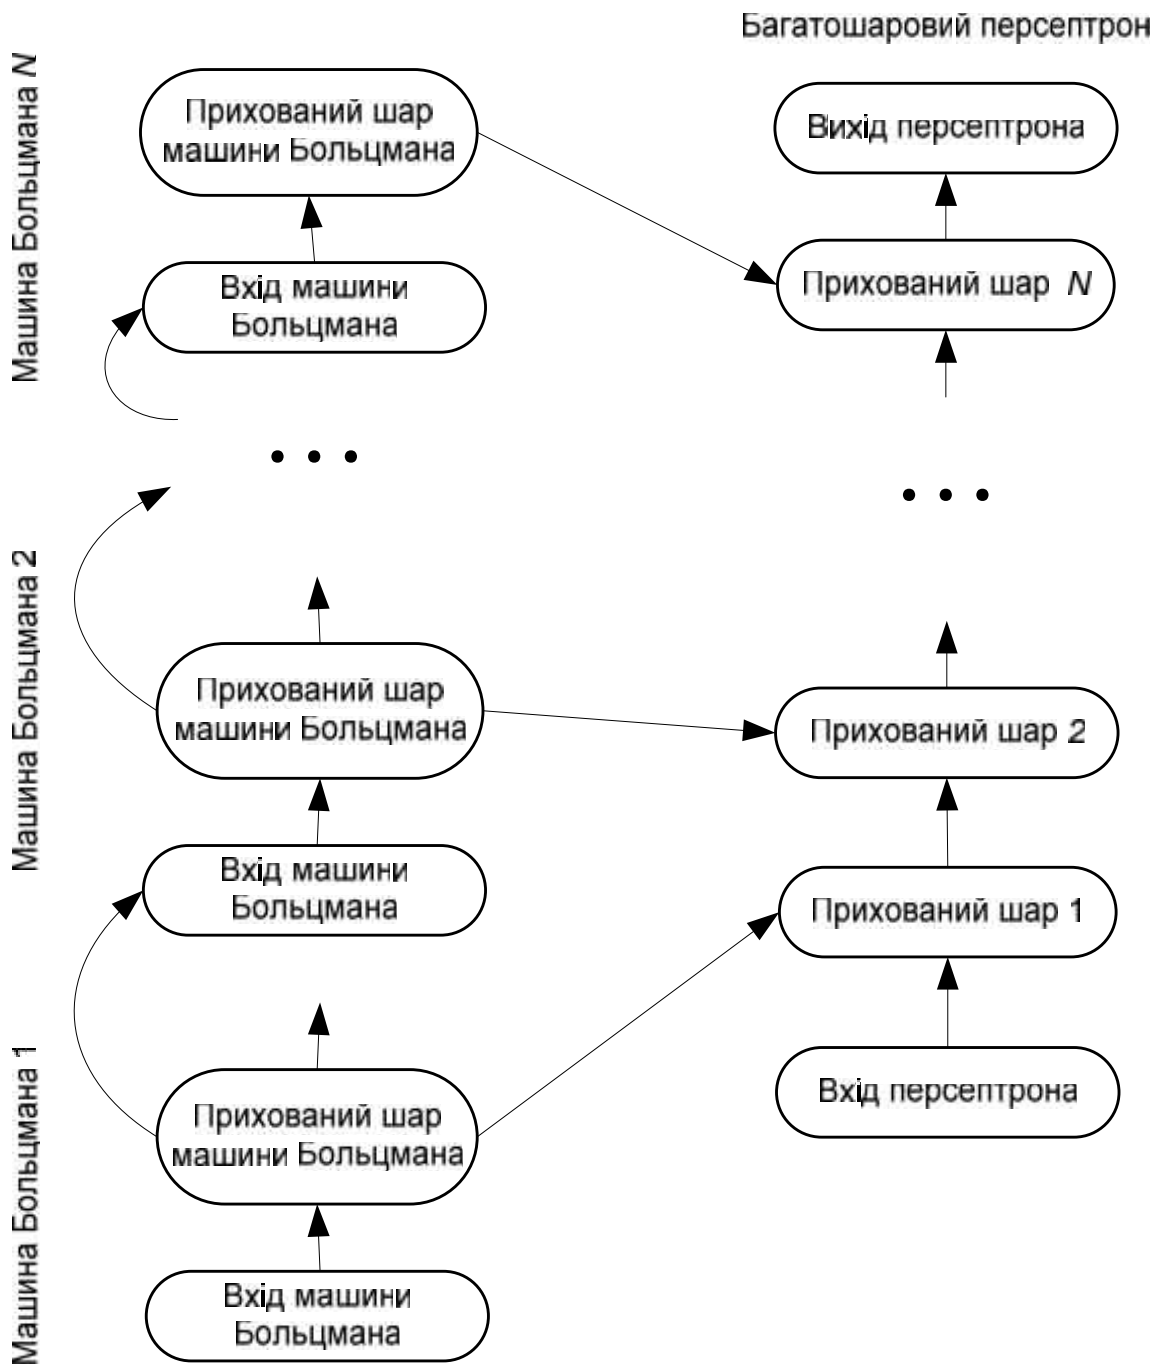 Багатошаровий персептрон
Машина Больцмана N
Прихований шар
машини Больцмана
Вихід персептрона
Вхід машини
Больцмана
Прихований шар N
. . .
. . .
Машина Больцмана 2
Прихований шар
машини Больцмана
Прихований шар 2
Вхід машини
Больцмана
Прихований шар 1
Машина Больцмана 1
Прихований шар
машини Больцмана
Вхід персептрона
Вхід машини
Больцмана